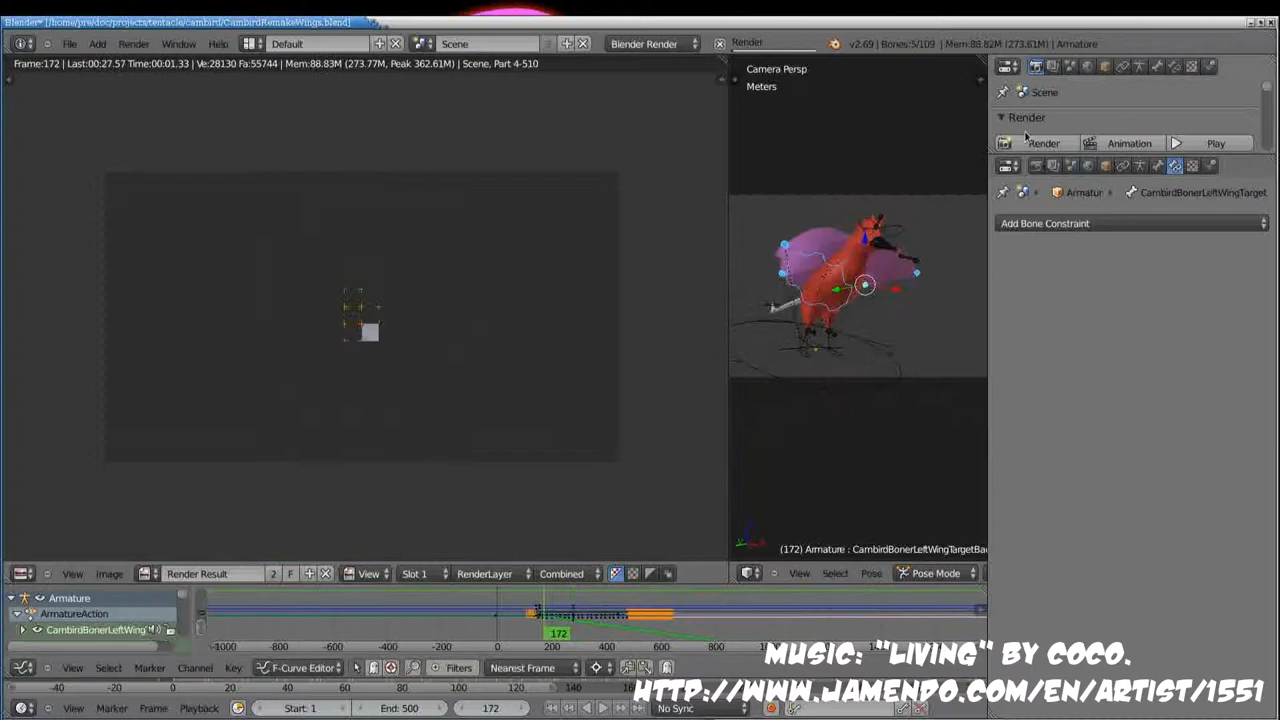 Blender* [/home/pre/doc/projects/tentacle/cambird/CambirdRemakeWings.blend]
File Add Render Window Help Default Scene Blender Render Render v2.69 | Bones:5/109 | Mem:88.82M (273.61M) | Armature
Frame:172 | Last:00:27.57 Time:00:01.33 | Ve:28130 Fa:55744 | Mem:88.83M (273.77M, Peak 362.61M) | Scene, Part 4-510
Camera Persp
Meters
Scene
Render
Render Animation Play
Armatur CambirdBonerLeftWingTarget
Add Bone Constraint
(172) Armature : CambirdBonerLeftWingTargetBa
View Image Render Result 2 F View Slot 1 RenderLayer Combined
View Select Pose Pose Mode
Armature
ArmatureAction
CambirdBonerLeftWing
-1000 -800 -600 -400 -200 0 200 400 600 800
172
View Select Marker Channel Key F-Curve Editor Filters Nearest Frame
-40 -20 0 20 40 60 80 100 120 140
View Marker Frame Playback Start: 1 End: 500 172 No Sync
MUSIC: "LIVING" BY COCO.
HTTP://WWW.JAMENDO.COM/EN/ARTIST/1551